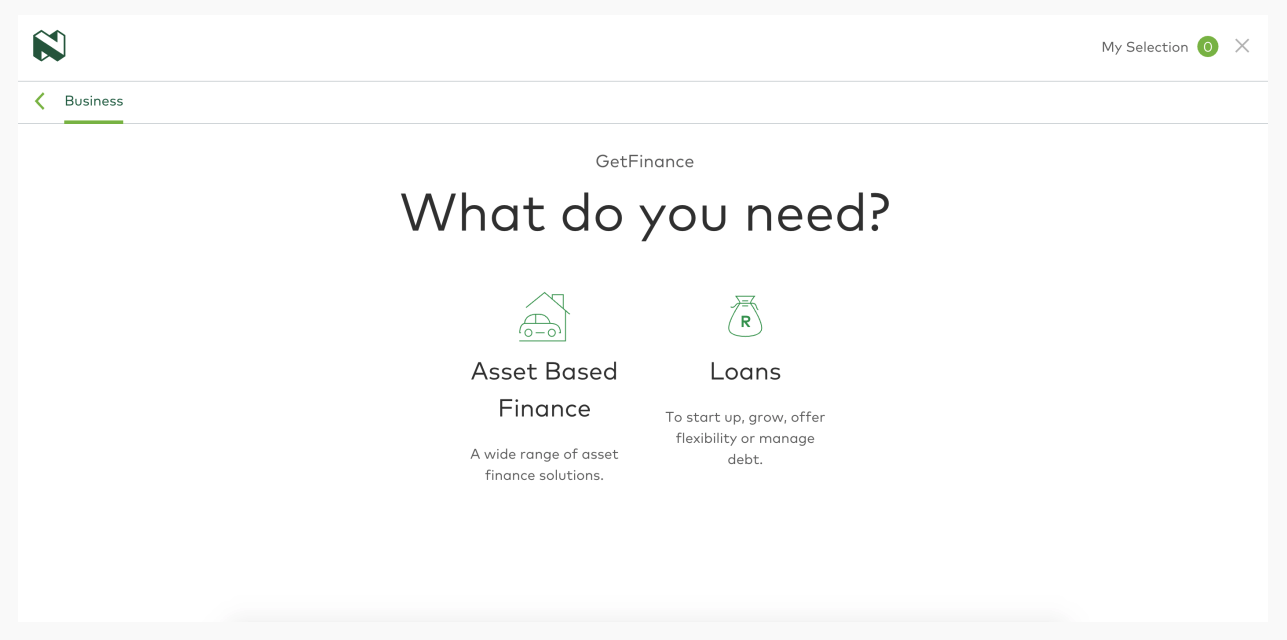 My Selection 0
Business
GetFinance
What do you need?
R
Asset Based
Finance
A wide range of asset
finance solutions.
Loans
To start up, grow, offer
flexibility or manage
debt.